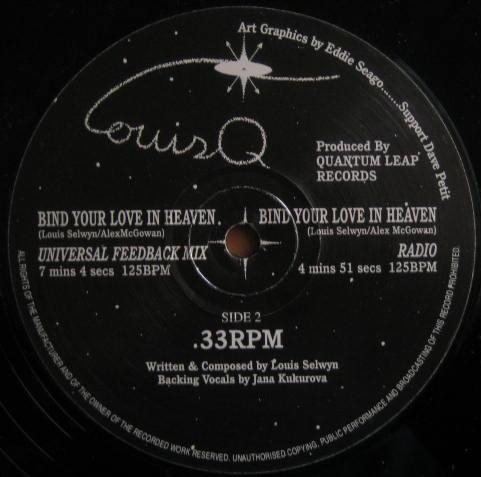 Art Graphics by Eddie Seago........Support Dave Petit
Louis Q
Produced By
QUANTUM LEAP
RECORDS
BIND YOUR LOVE IN HEAVEN
(Louis Selwyn/AlexMcGowan)
UNIVERSAL FEEDBACK MIX
7 mins 4 secs 125BPM
BIND YOUR LOVE IN HEAVEN
(Louis Selwyn/Alex McGowan)
RADIO
4 mins 51 secs 125BPM
SIDE 2
.33RPM
Written & Composed by Louis Selwyn
Backing Vocals by Jana Kukurova
ALL RIGHTS OF THE MANUFACTURER AND OF THE OWNER OF THE RECORDED WORK RESERVED. UNAUTHORISED COPYING, PUBLIC PERFORMANCE AND BROADCASTING OF THIS RECORD PROHIBITED.